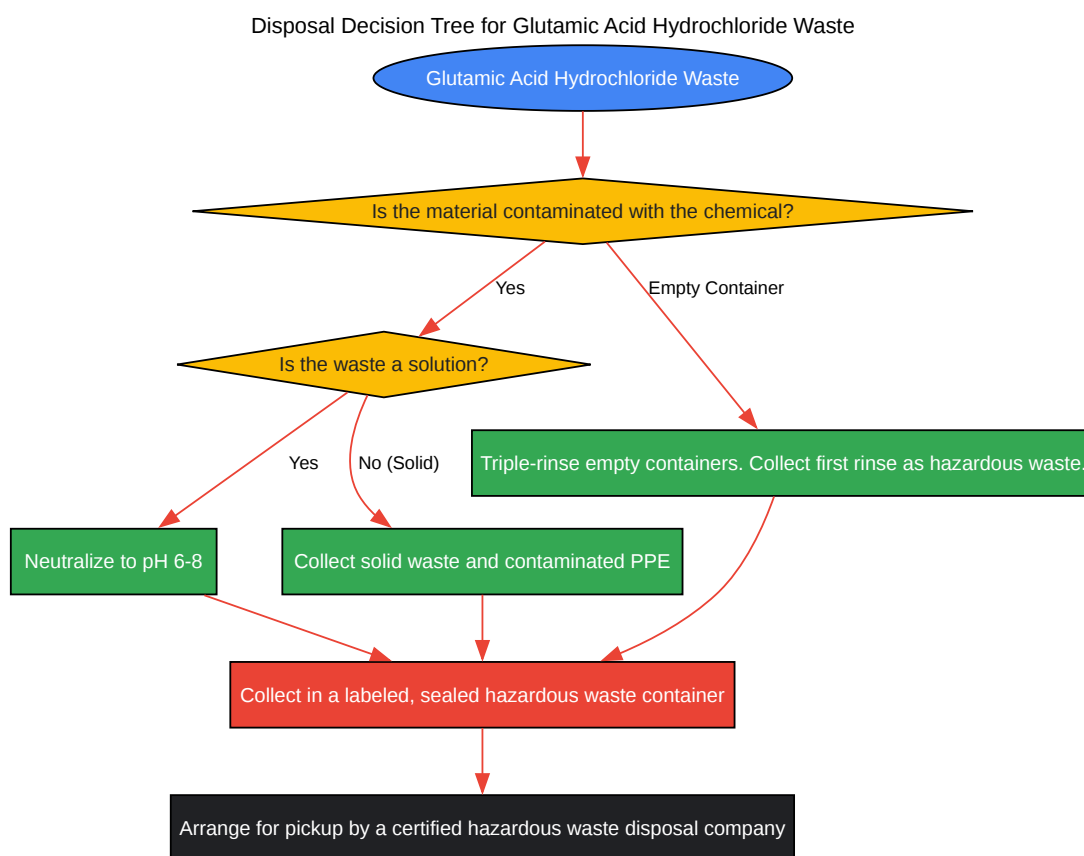 Disposal Decision Tree for Glutamic Acid Hydrochloride Waste
Glutamic Acid Hydrochloride Waste
Is the material contaminated with the chemical?
Yes
Empty Container
Is the waste a solution?
Yes
No (Solid)
Triple-rinse empty containers. Collect first rinse as hazardous waste.
Neutralize to pH 6-8
Collect solid waste and contaminated PPE
Collect in a labeled, sealed hazardous waste container
Arrange for pickup by a certified hazardous waste disposal company